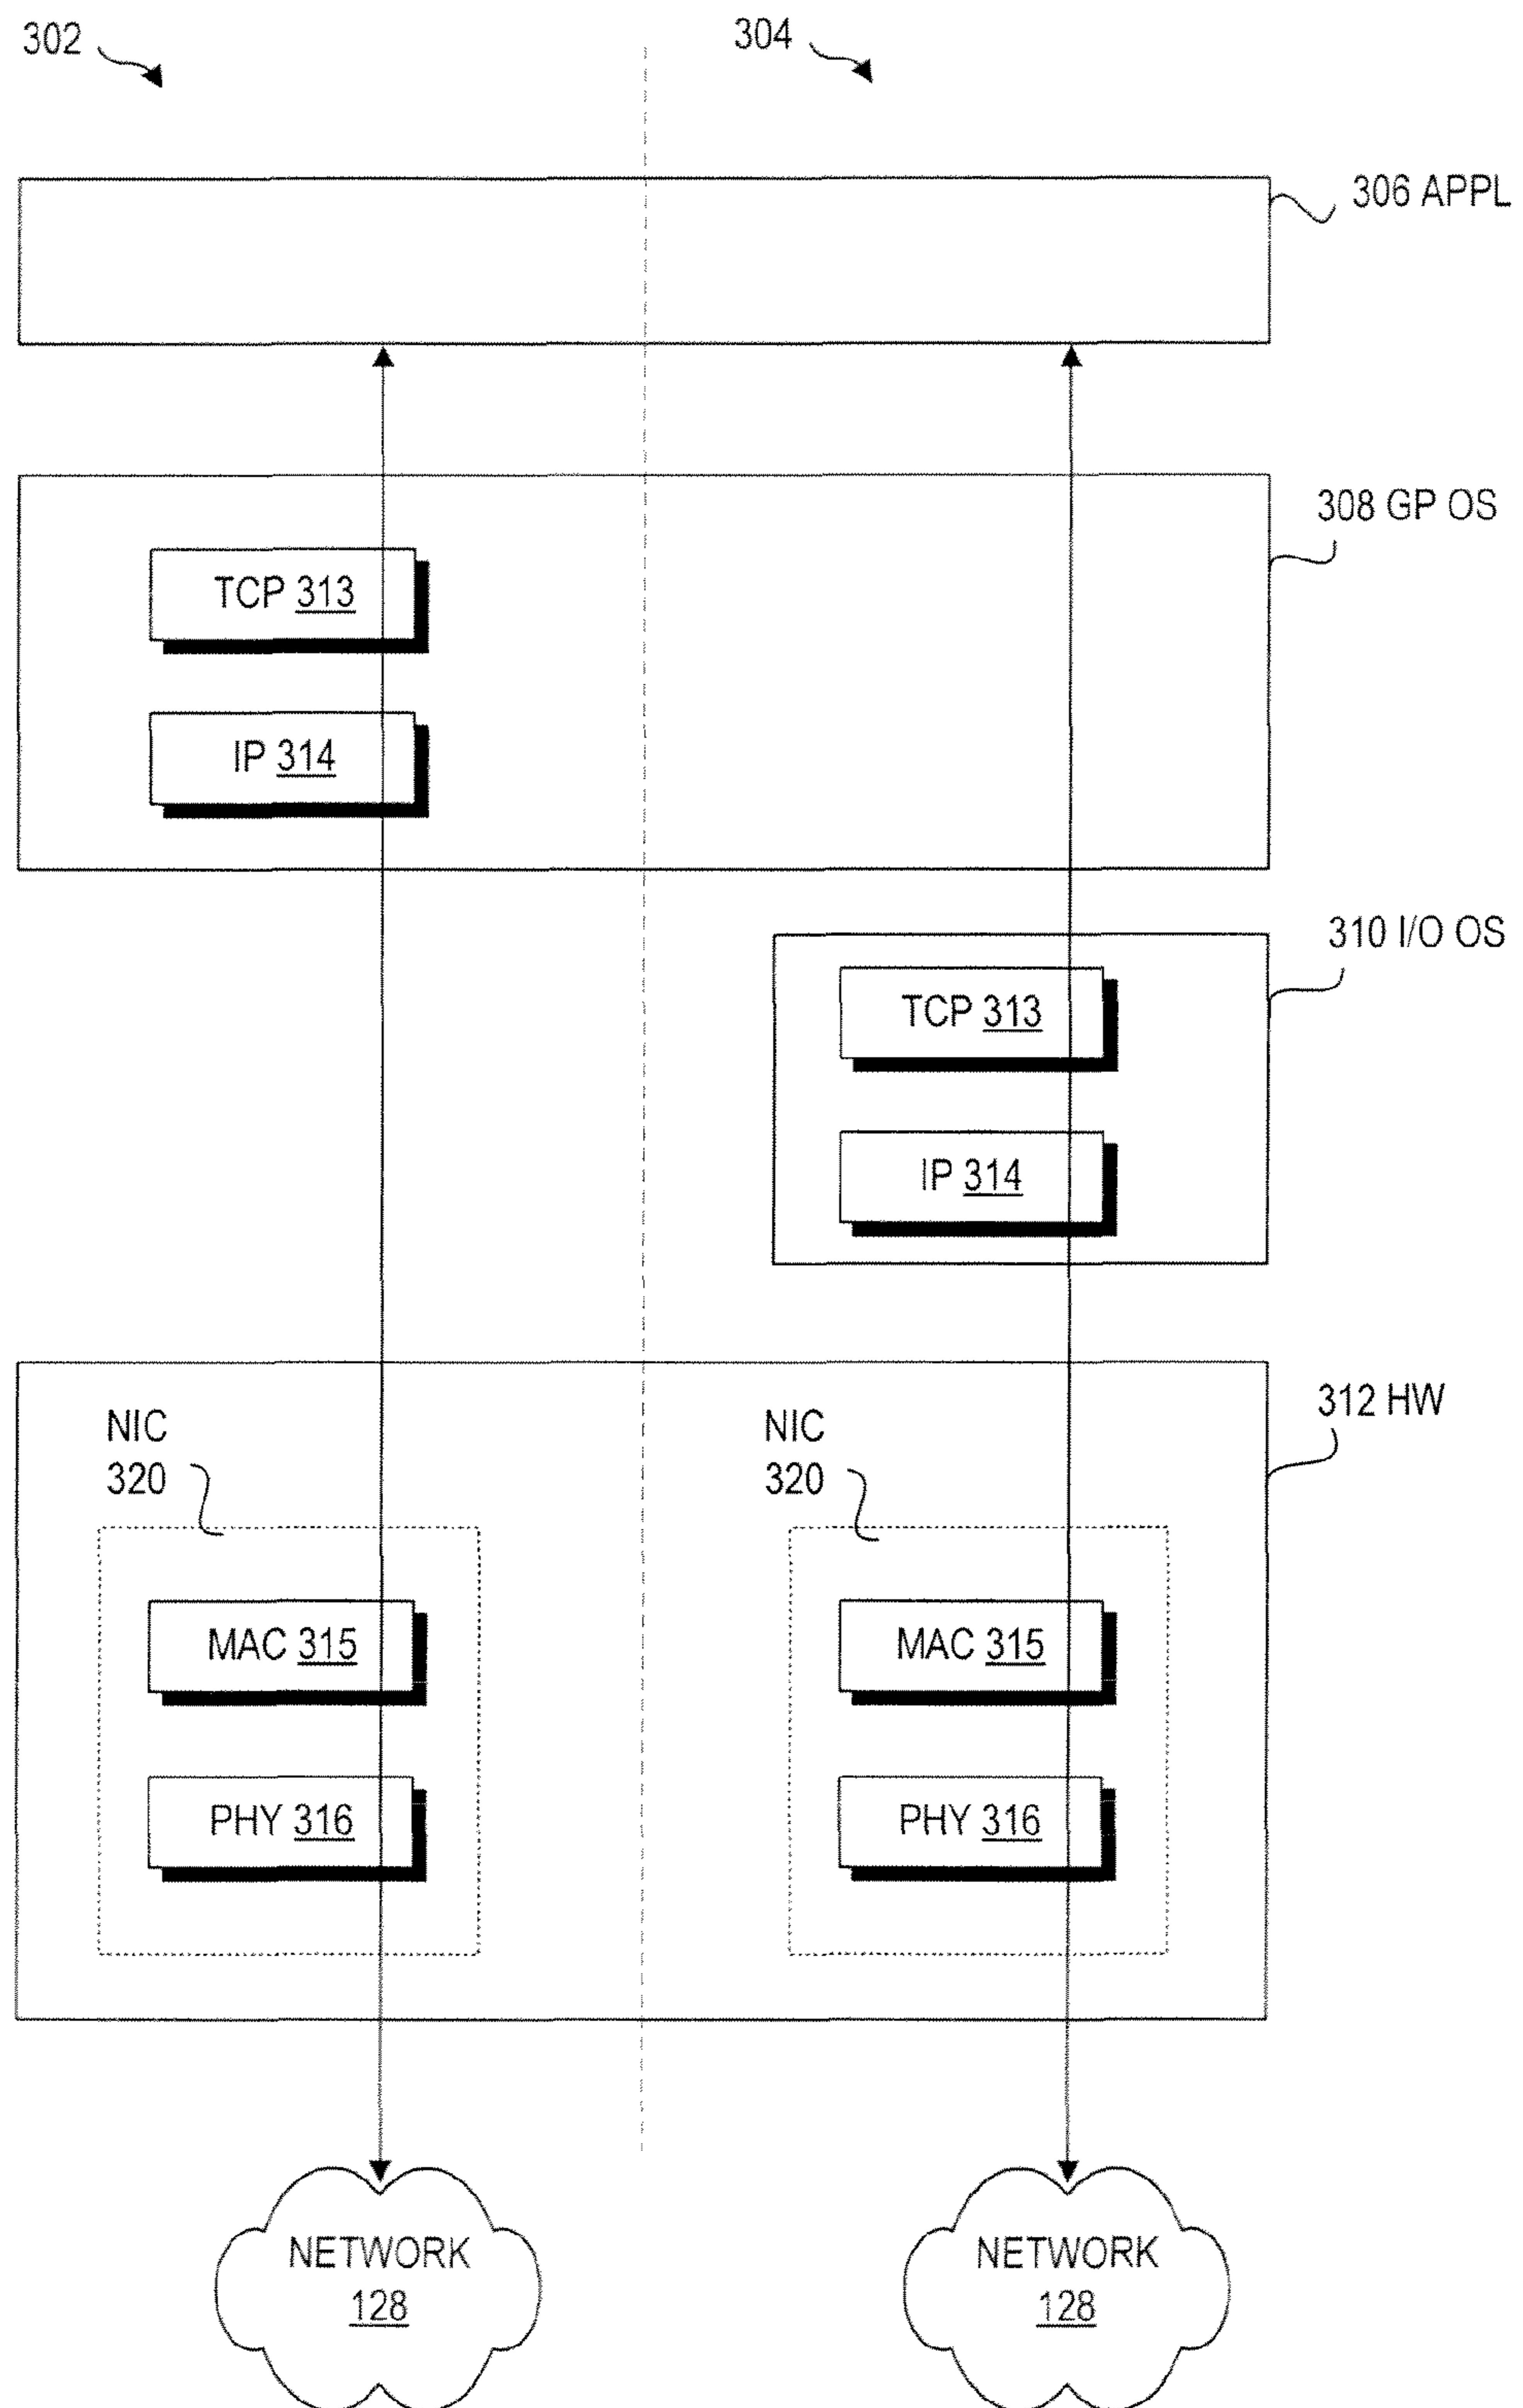 302
304
306 APPL
308 GP OS
TCP 313
IP 314
310 I/O OS
TCP 313
IP 314
312 HW
NIC
320
NIC
320
MAC 315
MAC 315
PHY 316
PHY 316
NETWORK
128
NETWORK
128